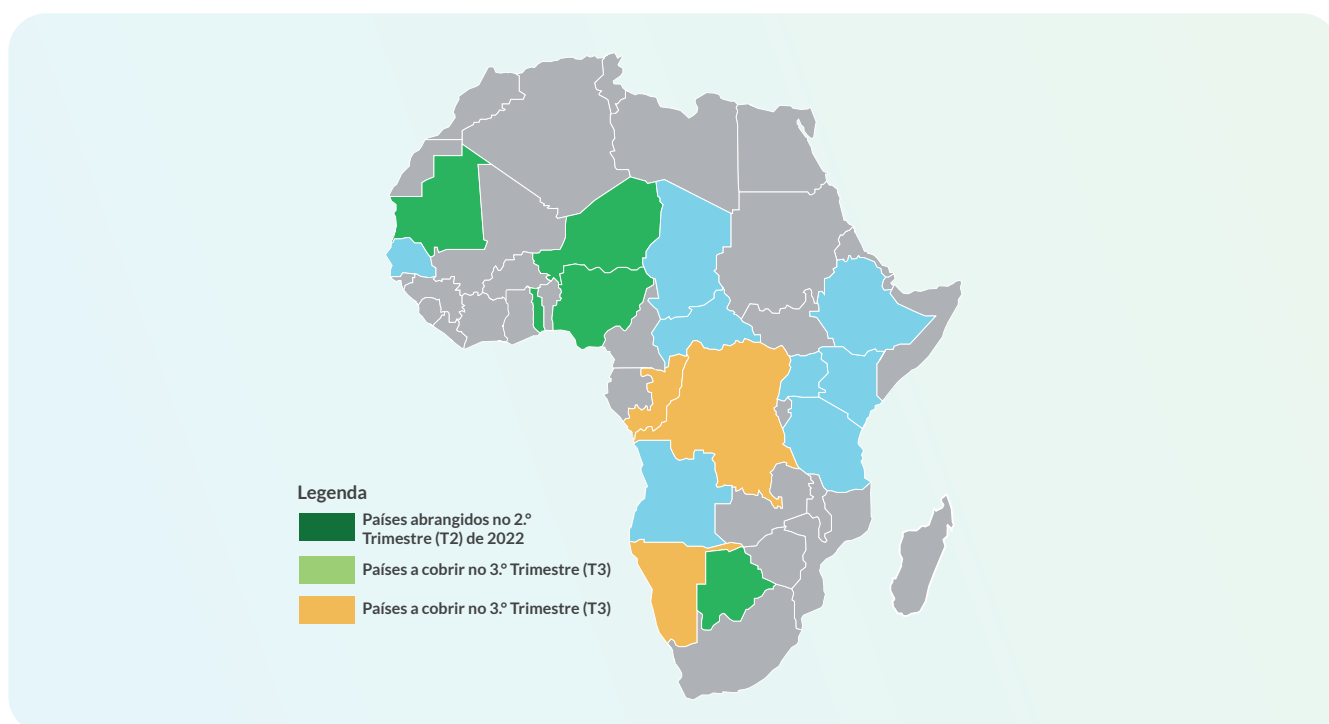 Legenda
Países abrangidos no 2.º
Trimestre (T2) de 2022
Países a cobrir no 3.º Trimestre (T3)
Países a cobrir no 3.º Trimestre (T3)